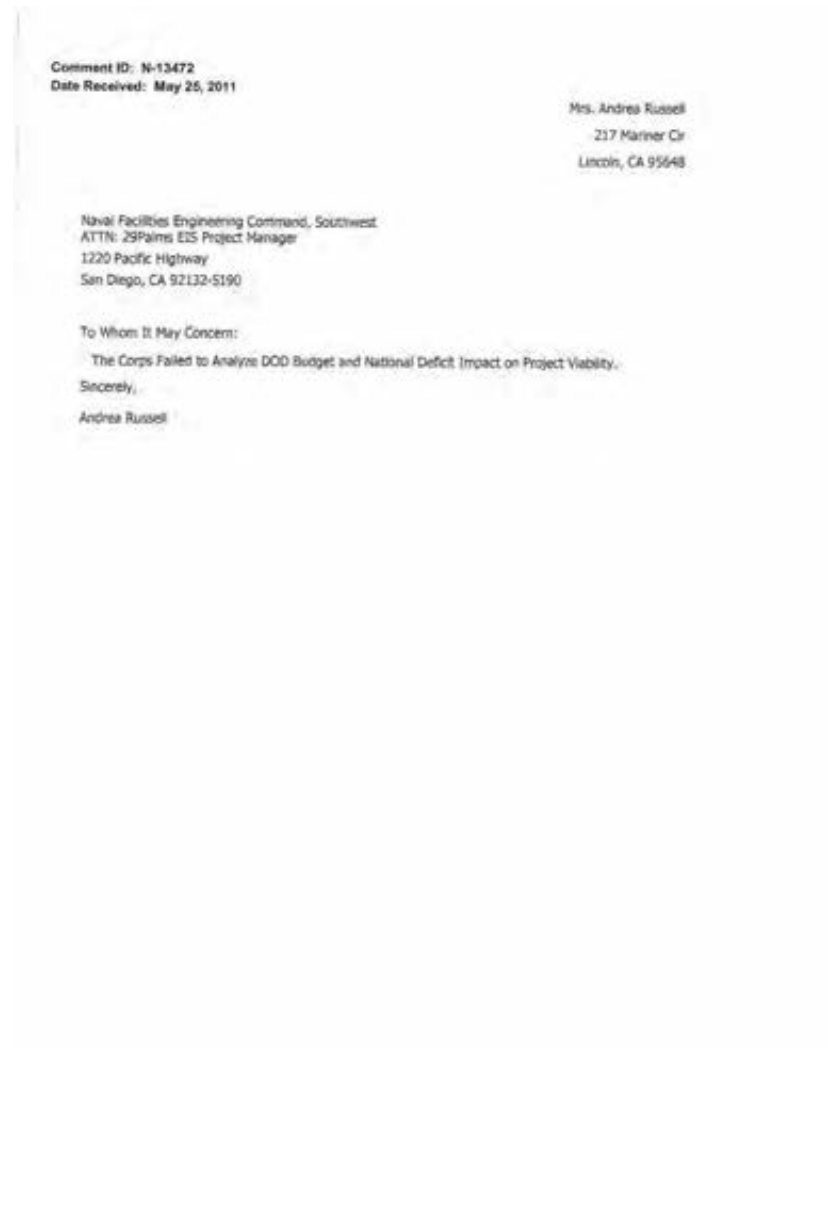 Comment ID: N-13472
Date Received: May 25, 2011
Mrs. Andrea Russell
217 Mariner Cir
Lincoln, CA 95648
Naval Facilities Engineering Command, Southwest
ATTN: 29Palms EIS Project Manager
1220 Pacific Highway
San Diego, CA 92132-5190
To Whom It May Concern:
The Corps Failed to Analyze DOD Budget and National Deficit Impact on Project Viability.
Sincerely,
Andrea Russell